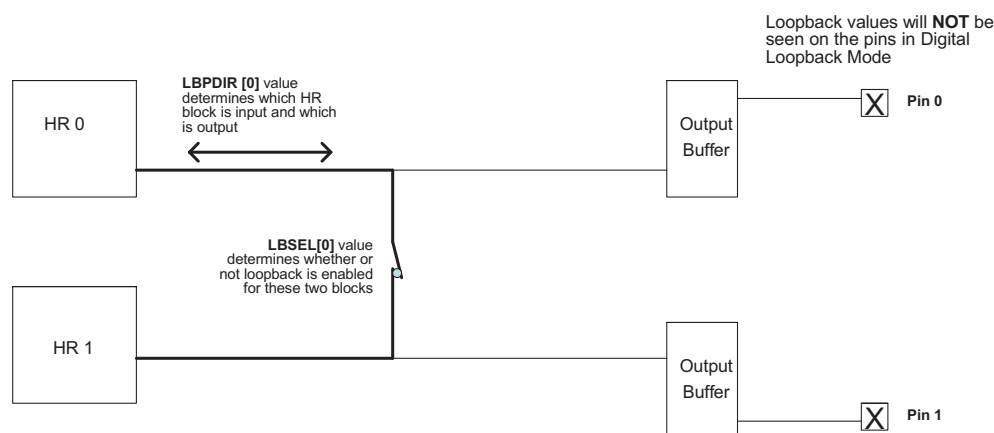 Loopback values will NOT be
seen on the pins in Digital
Loopback Mode
LBPDIR [0] value
determines which HR
block is input and which
is output
HR 0
Output
Buffer
X
Pin 0
LBSEL[0] value
determines whether or
not loopback is enabled
for these two blocks
HR 1
Output
Buffer
X
Pin 1